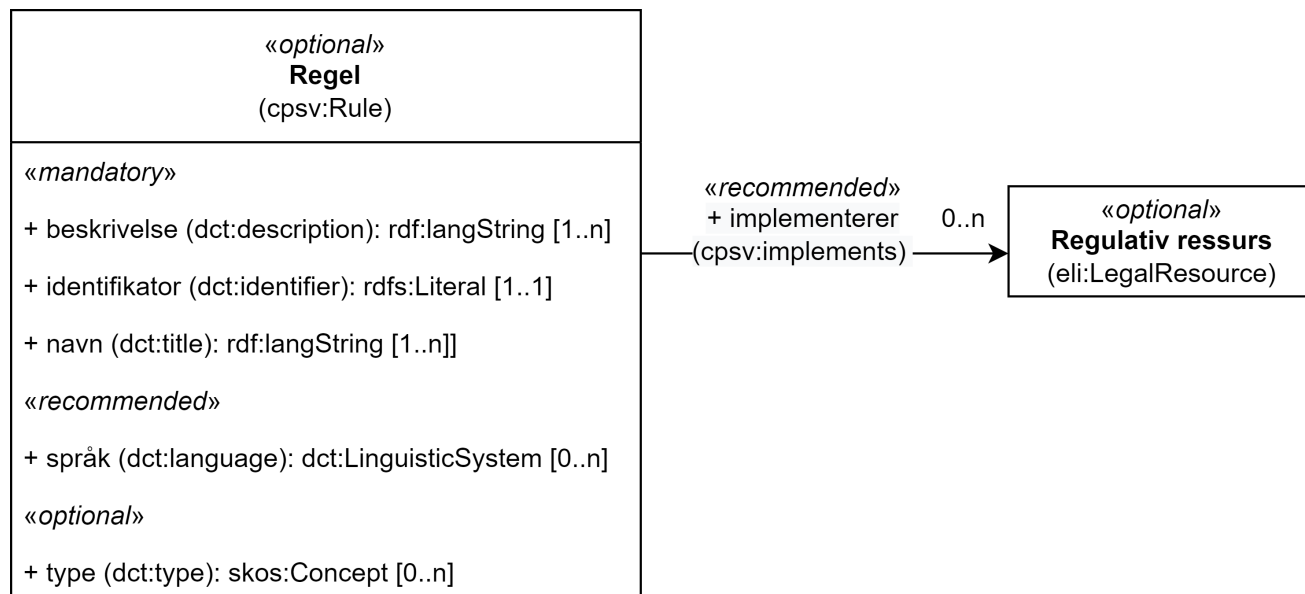 «optional»
Regel
(cpsv:Rule)
«mandatory»
+ beskrivelse (dct:description): rdf:langString [1..n]
+ identifikator (dct:identifier): rdfs:Literal [1..1]
+ navn (dct:title): rdf:langString [1..n]]
«recommended»
+ språk (dct:language): dct:LinguisticSystem [0..n]
«optional»
+ type (dct:type): skos:Concept [0..n]
«recommended»
+ implementerer 0..n
(cpsv:implements)
«optional»
Regulativ ressurs
(eli:LegalResource)